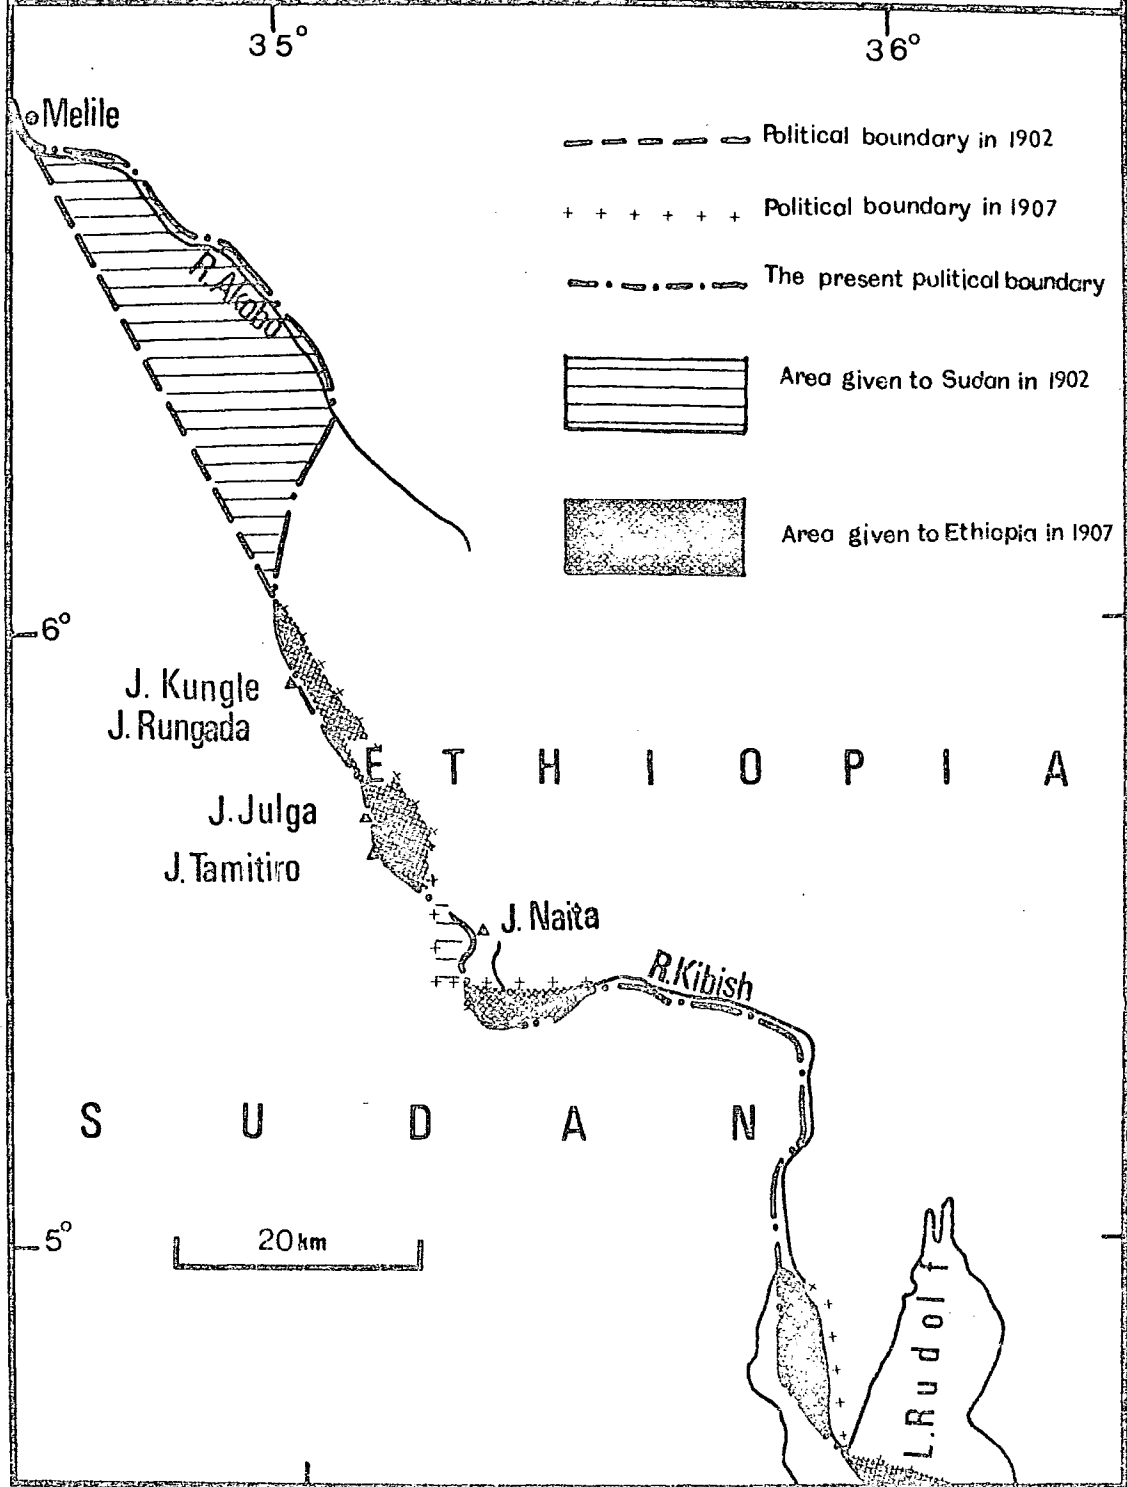 35°
36°
Melile
Political boundary in 1902
Political boundary in 1907
The present political boundary
R. Akobo
Area given to Sudan in 1902
Area given to Ethiopia in 1907
6°
J. Kungle
J. Rungada
ETHIOPIA
J. Julga
J. Tamitiro
J. Naita
R. Kibish
SUDAN
5°
20 km
L. Rudolf